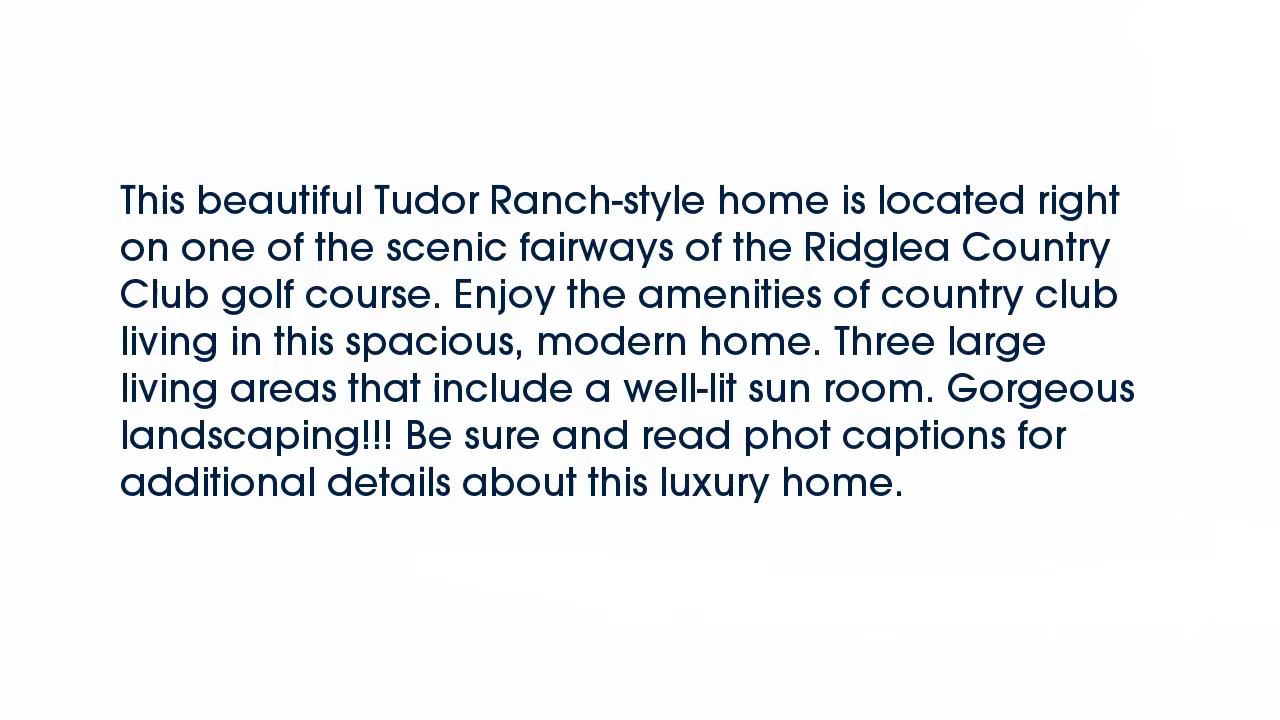 This beautiful Tudor Ranch-style home is located right
on one of the scenic fairways of the Ridglea Country
Club golf course. Enjoy the amenities of country club
living in this spacious, modern home. Three large
living areas that include a well-lit sun room. Gorgeous
landscaping!!! Be sure and read phot captions for
additional details about this luxury home.